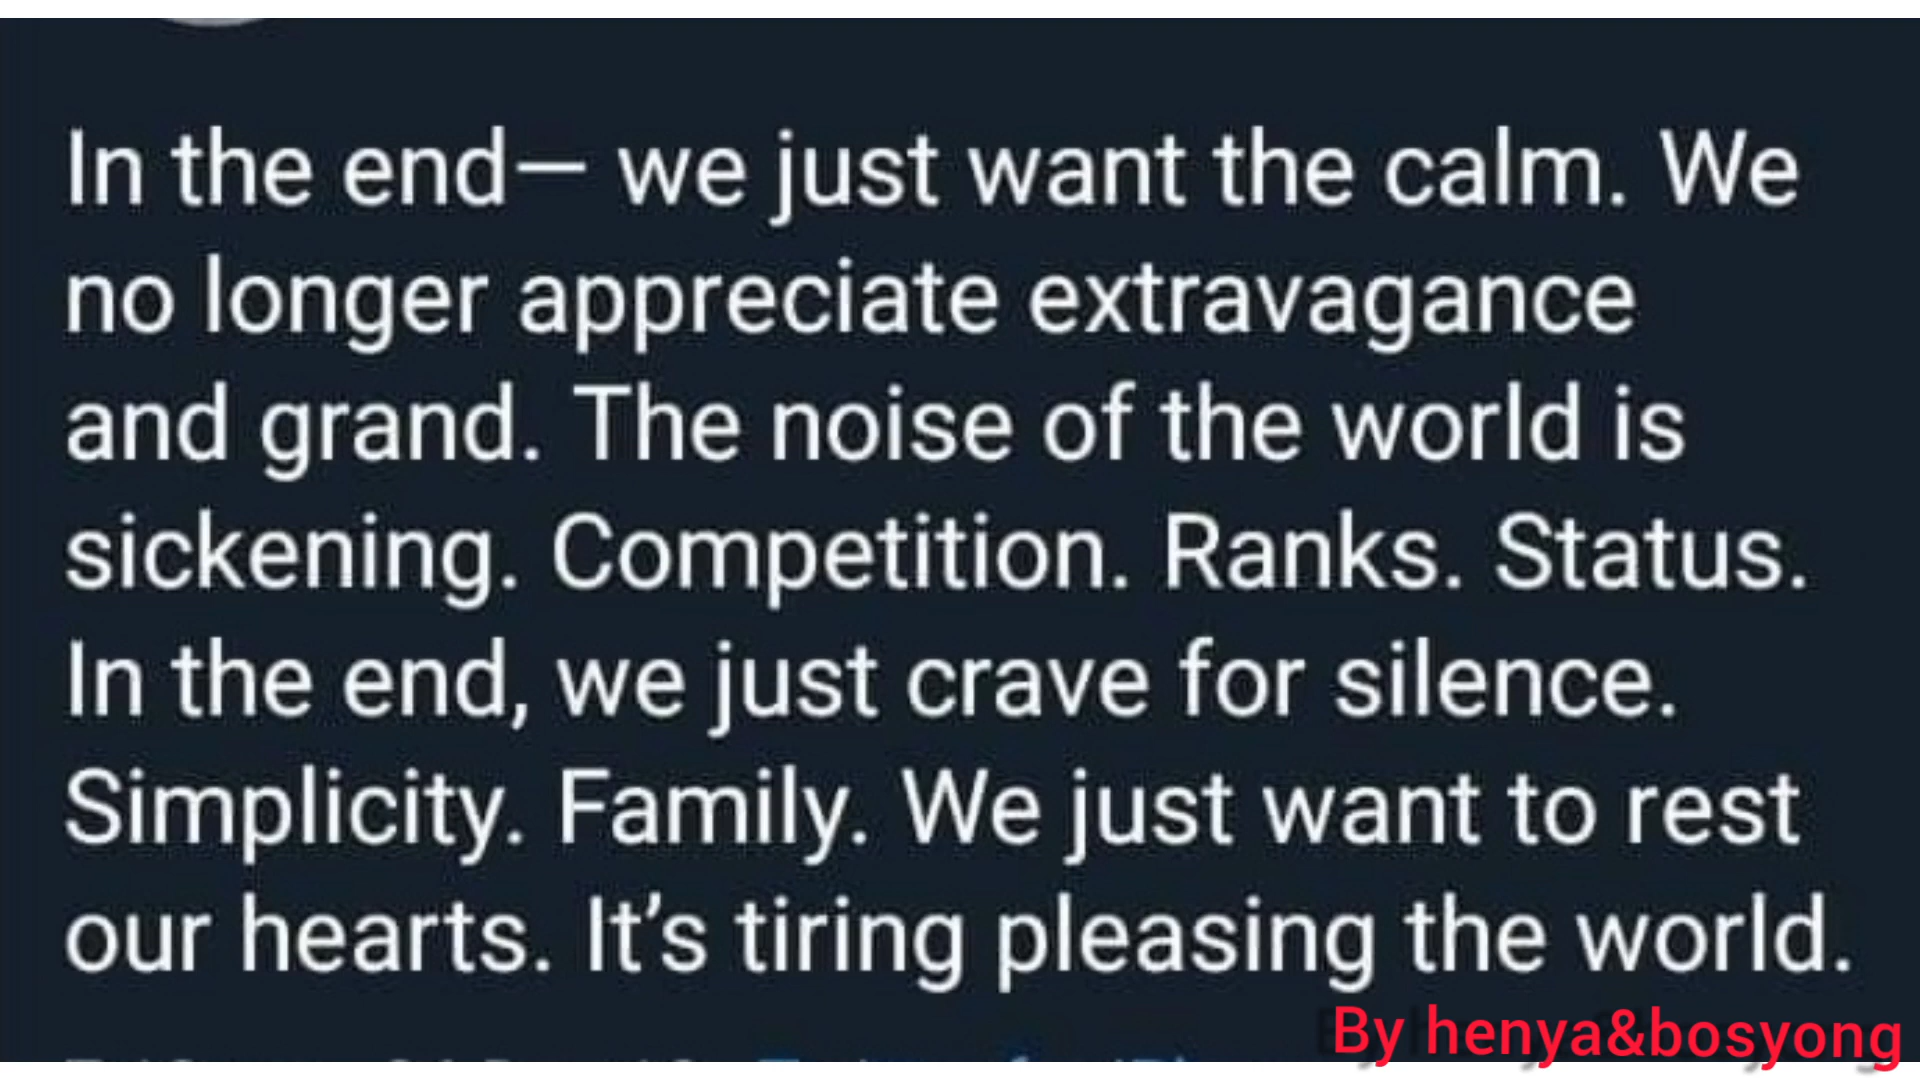 In the end— we just want the calm. We
no longer appreciate extravagance
and grand. The noise of the world is
sickening. Competition. Ranks. Status.
In the end, we just crave for silence.
Simplicity. Family. We just want to rest
our hearts. It’s tiring pleasing the world.
By henya&bosyong